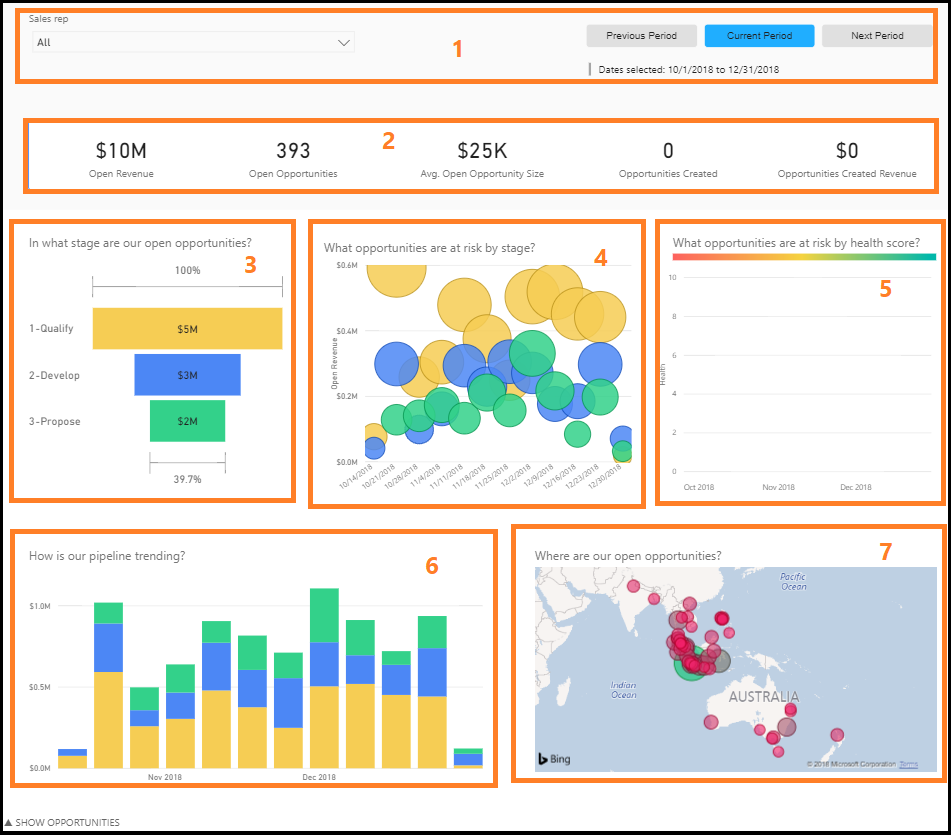 Sales rep
All
1
Previous Period
Current Period
Next Period
Dates selected: 10/1/2018 to 12/31/2018
2
$10M
Open Revenue
393
Open Opportunities
$25K
Avg. Open Opportunity Size
0
Opportunities Created
$0
Opportunities Created Revenue
In what stage are our open opportunities?
3
100%
1-Qualify
$5M
2-Develop
$3M
3-Propose
$2M
39.7%
What opportunities are at risk by stage?
4
Open Revenue
$0.6M
$0.4M
$0.2M
$0.0M
10/14/2018
10/21/2018
10/28/2018
11/4/2018
11/11/2018
11/18/2018
11/25/2018
12/2/2018
12/9/2018
12/16/2018
12/23/2018
12/30/2018
What opportunities are at risk by health score?
5
Health
10
8
6
4
2
0
Oct 2018
Nov 2018
Dec 2018
How is our pipeline trending?
6
$1.0M
$0.5M
$0.0M
Nov 2018
Dec 2018
Where are our open opportunities?
7
Pacific
Ocean
Indian
Ocean
AUSTRALIA
Bing
© 2018 Microsoft Corporation Terms
SHOW OPPORTUNITIES